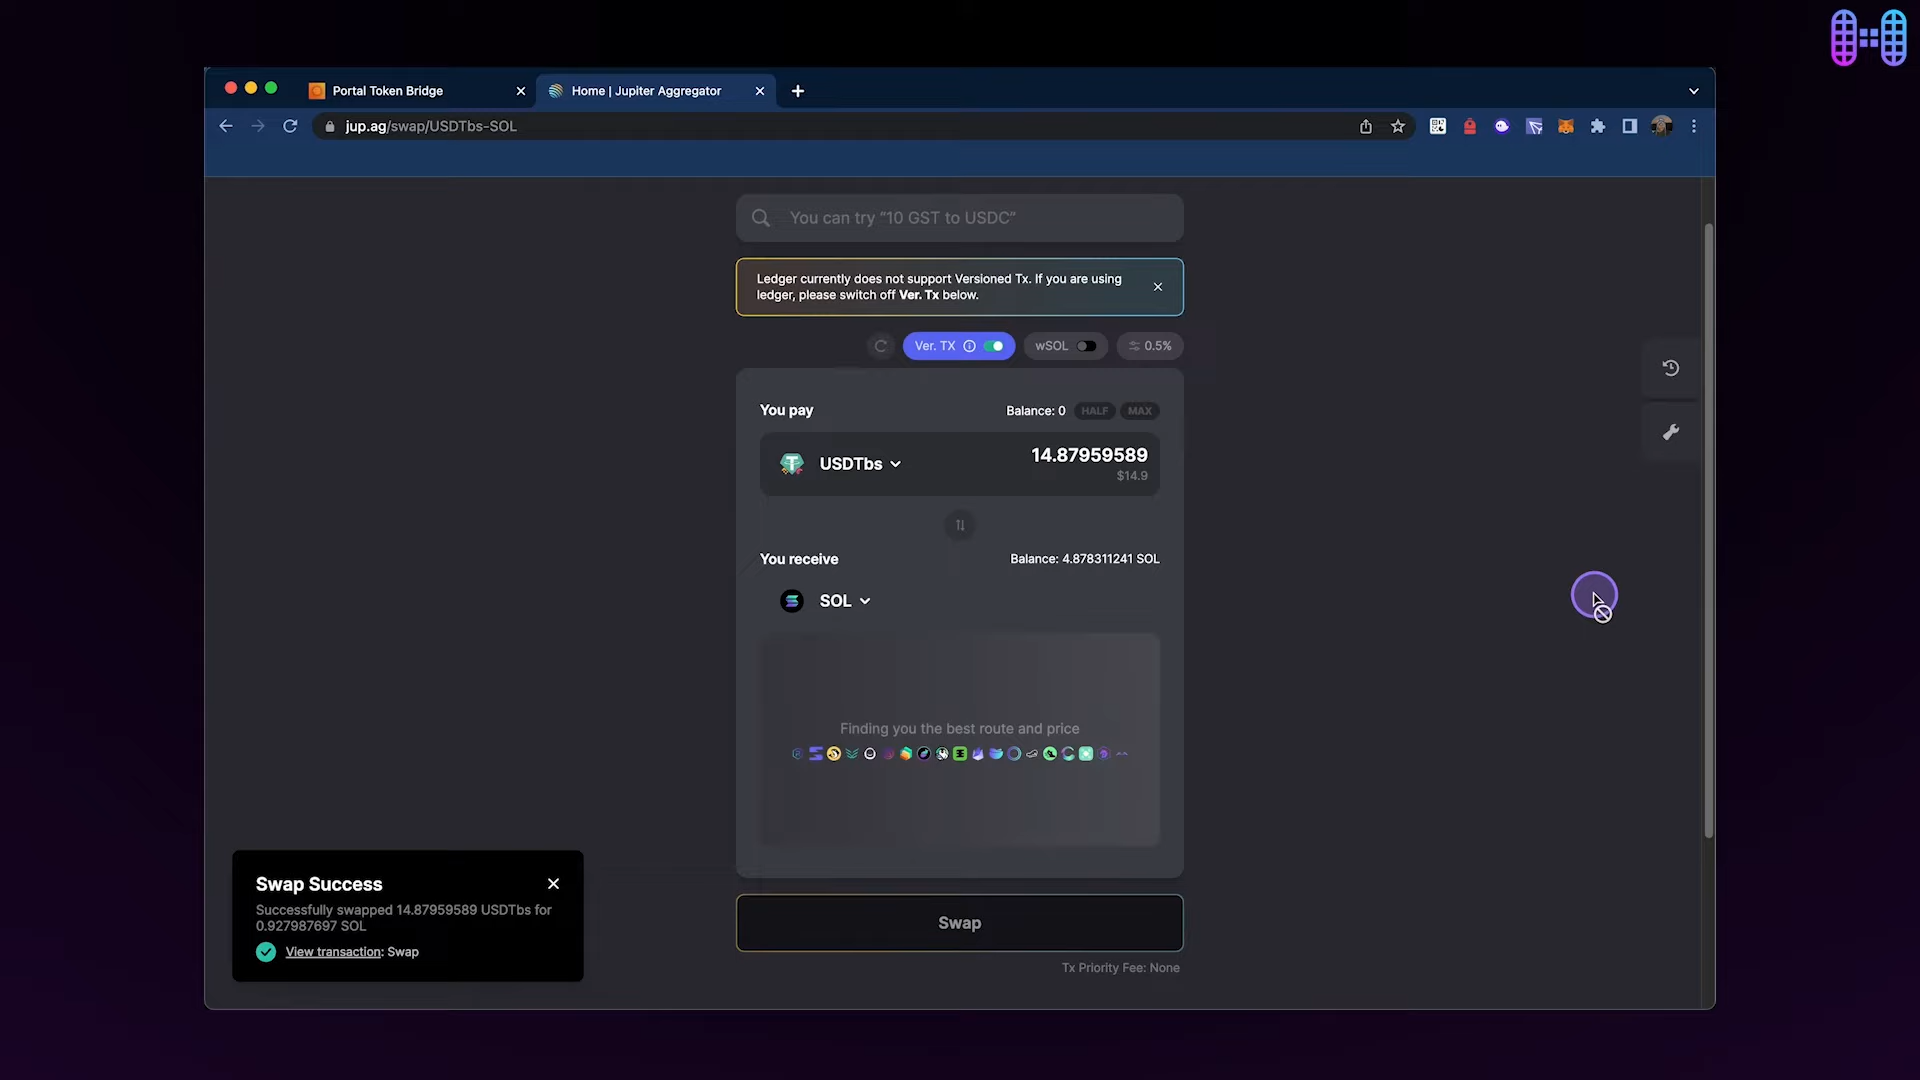 Portal Token Bridge
Home | Jupiter Aggregator
jup.ag/swap/USDTbs-SOL
You can try “10 GST to USDC”
Ledger currently does not support Versioned Tx. If you are using
ledger, please switch off Ver. Tx below.
Ver. TX
wSOL
0.5%
You pay
Balance: 0
HALF
MAX
USDTbs
14.87959589
$14.9
You receive
Balance: 4.878311241 SOL
SOL
Finding you the best route and price
Swap
Tx Priority Fee: None
Swap Success
Successfully swapped 14.87959589 USDTbs for
0.927987697 SOL
View transaction: Swap